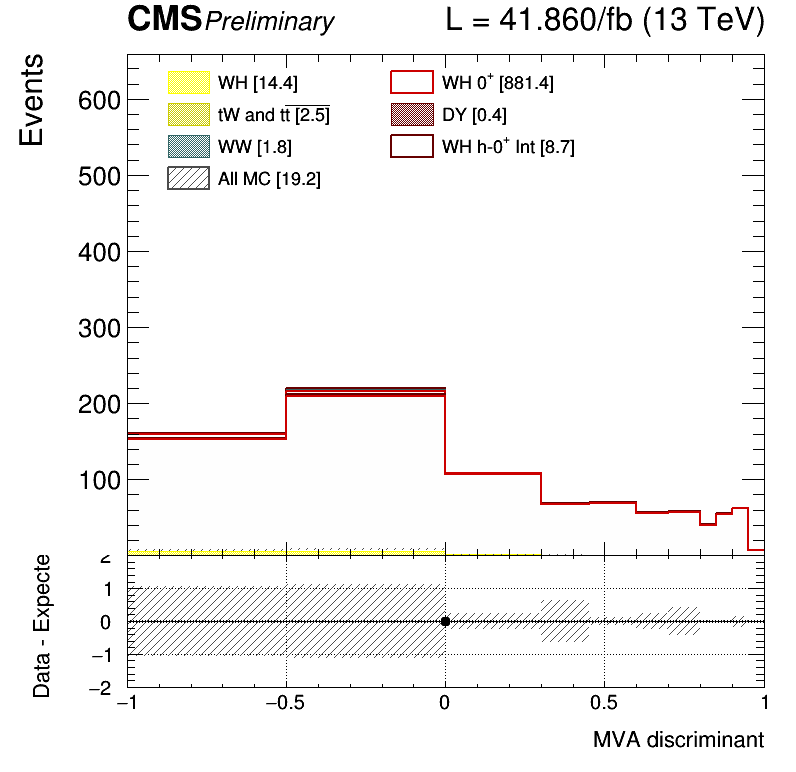 CMS Preliminary L = 41.860/fb (13 TeV)
Events
WH [14.4] WH 0+ [881.4]
tW and tt [2.5] DY [0.4]
WW [1.8] WH h-0+ Int [8.7]
All MC [19.2]
600
500
400
300
200
100
Data - Expecte
2
1
0
−1
−2
−1 −0.5 0 0.5 1
MVA discriminant